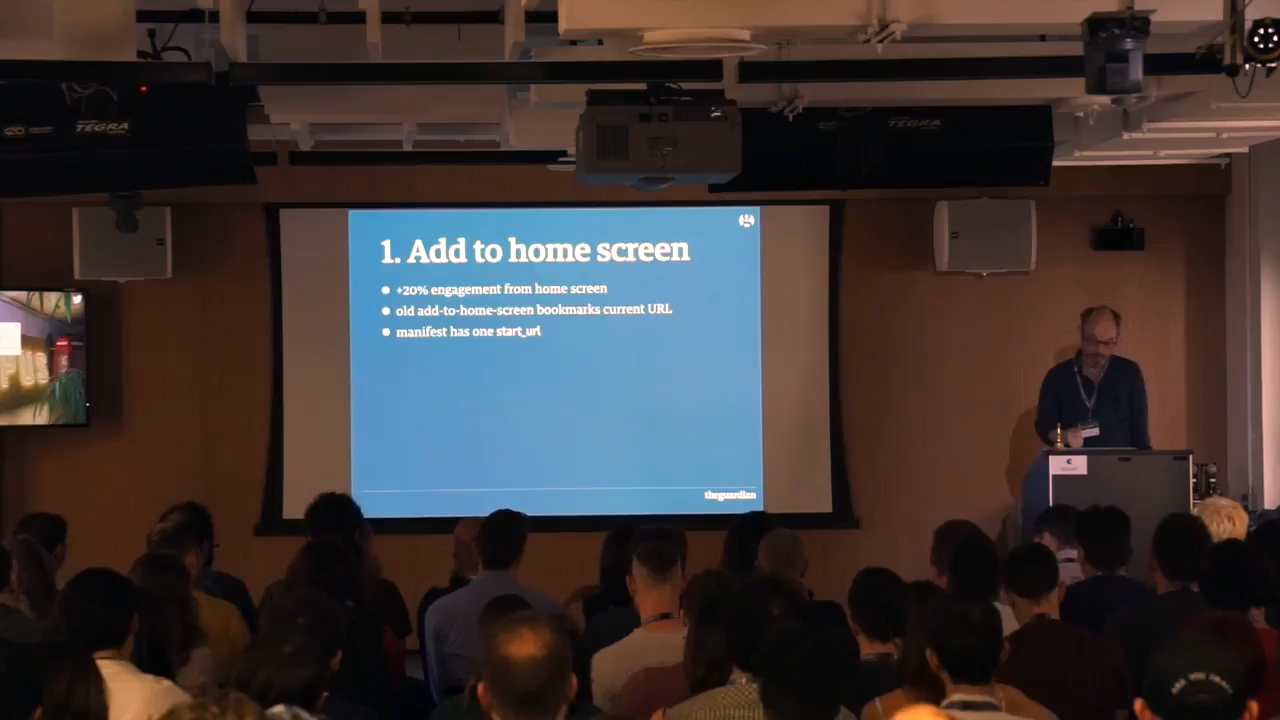 TEGRA
TEGRA
1. Add to home screen
+20% engagement from home screen
old add-to-home-screen bookmarks current URL
manifest has one start_url
theguardian